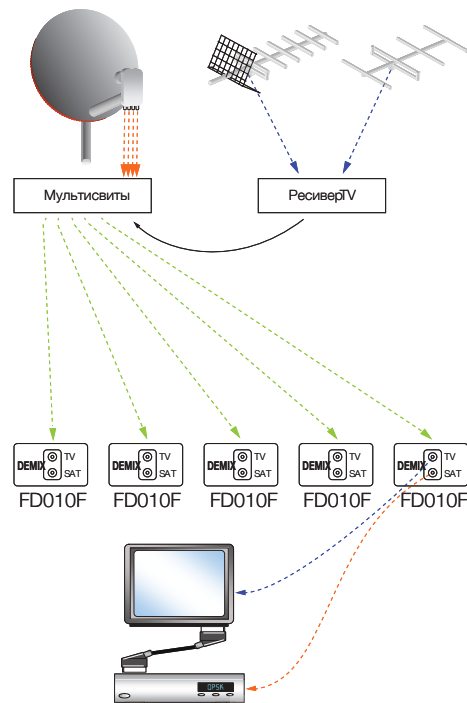 Мультисвиты
РесиверTV
DEMIX
TV
SAT
FD010F
DEMIX
TV
SAT
FD010F
DEMIX
TV
SAT
FD010F
DEMIX
TV
SAT
FD010F
DEMIX
TV
SAT
FD010F
QPSK